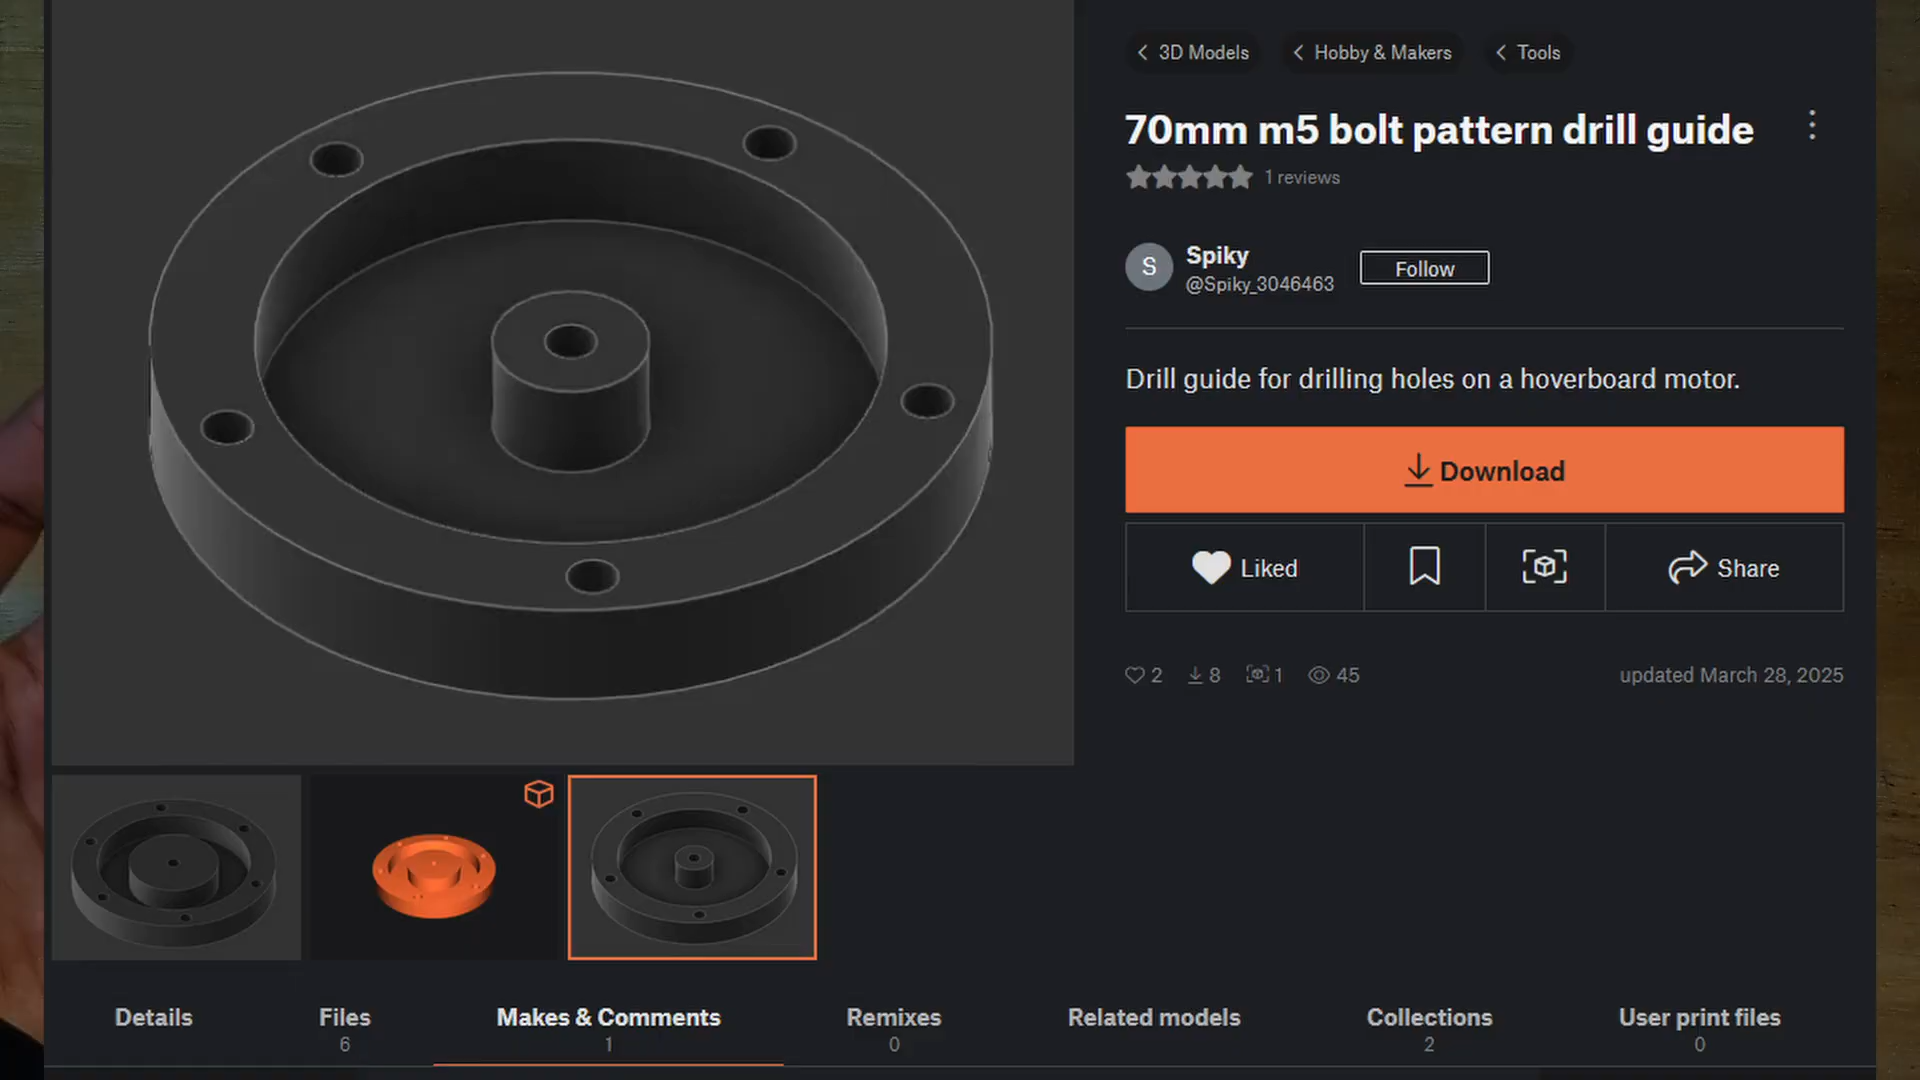 3D Models
Hobby & Makers
Tools
70mm m5 bolt pattern drill guide
1 reviews
S
Spiky
@Spiky_3046463
Follow
Drill guide for drilling holes on a hoverboard motor.
Download
Liked
Share
2
8
1
45
updated March 28, 2025
Details
Files
6
Makes & Comments
1
Remixes
0
Related models
Collections
2
User print files
0